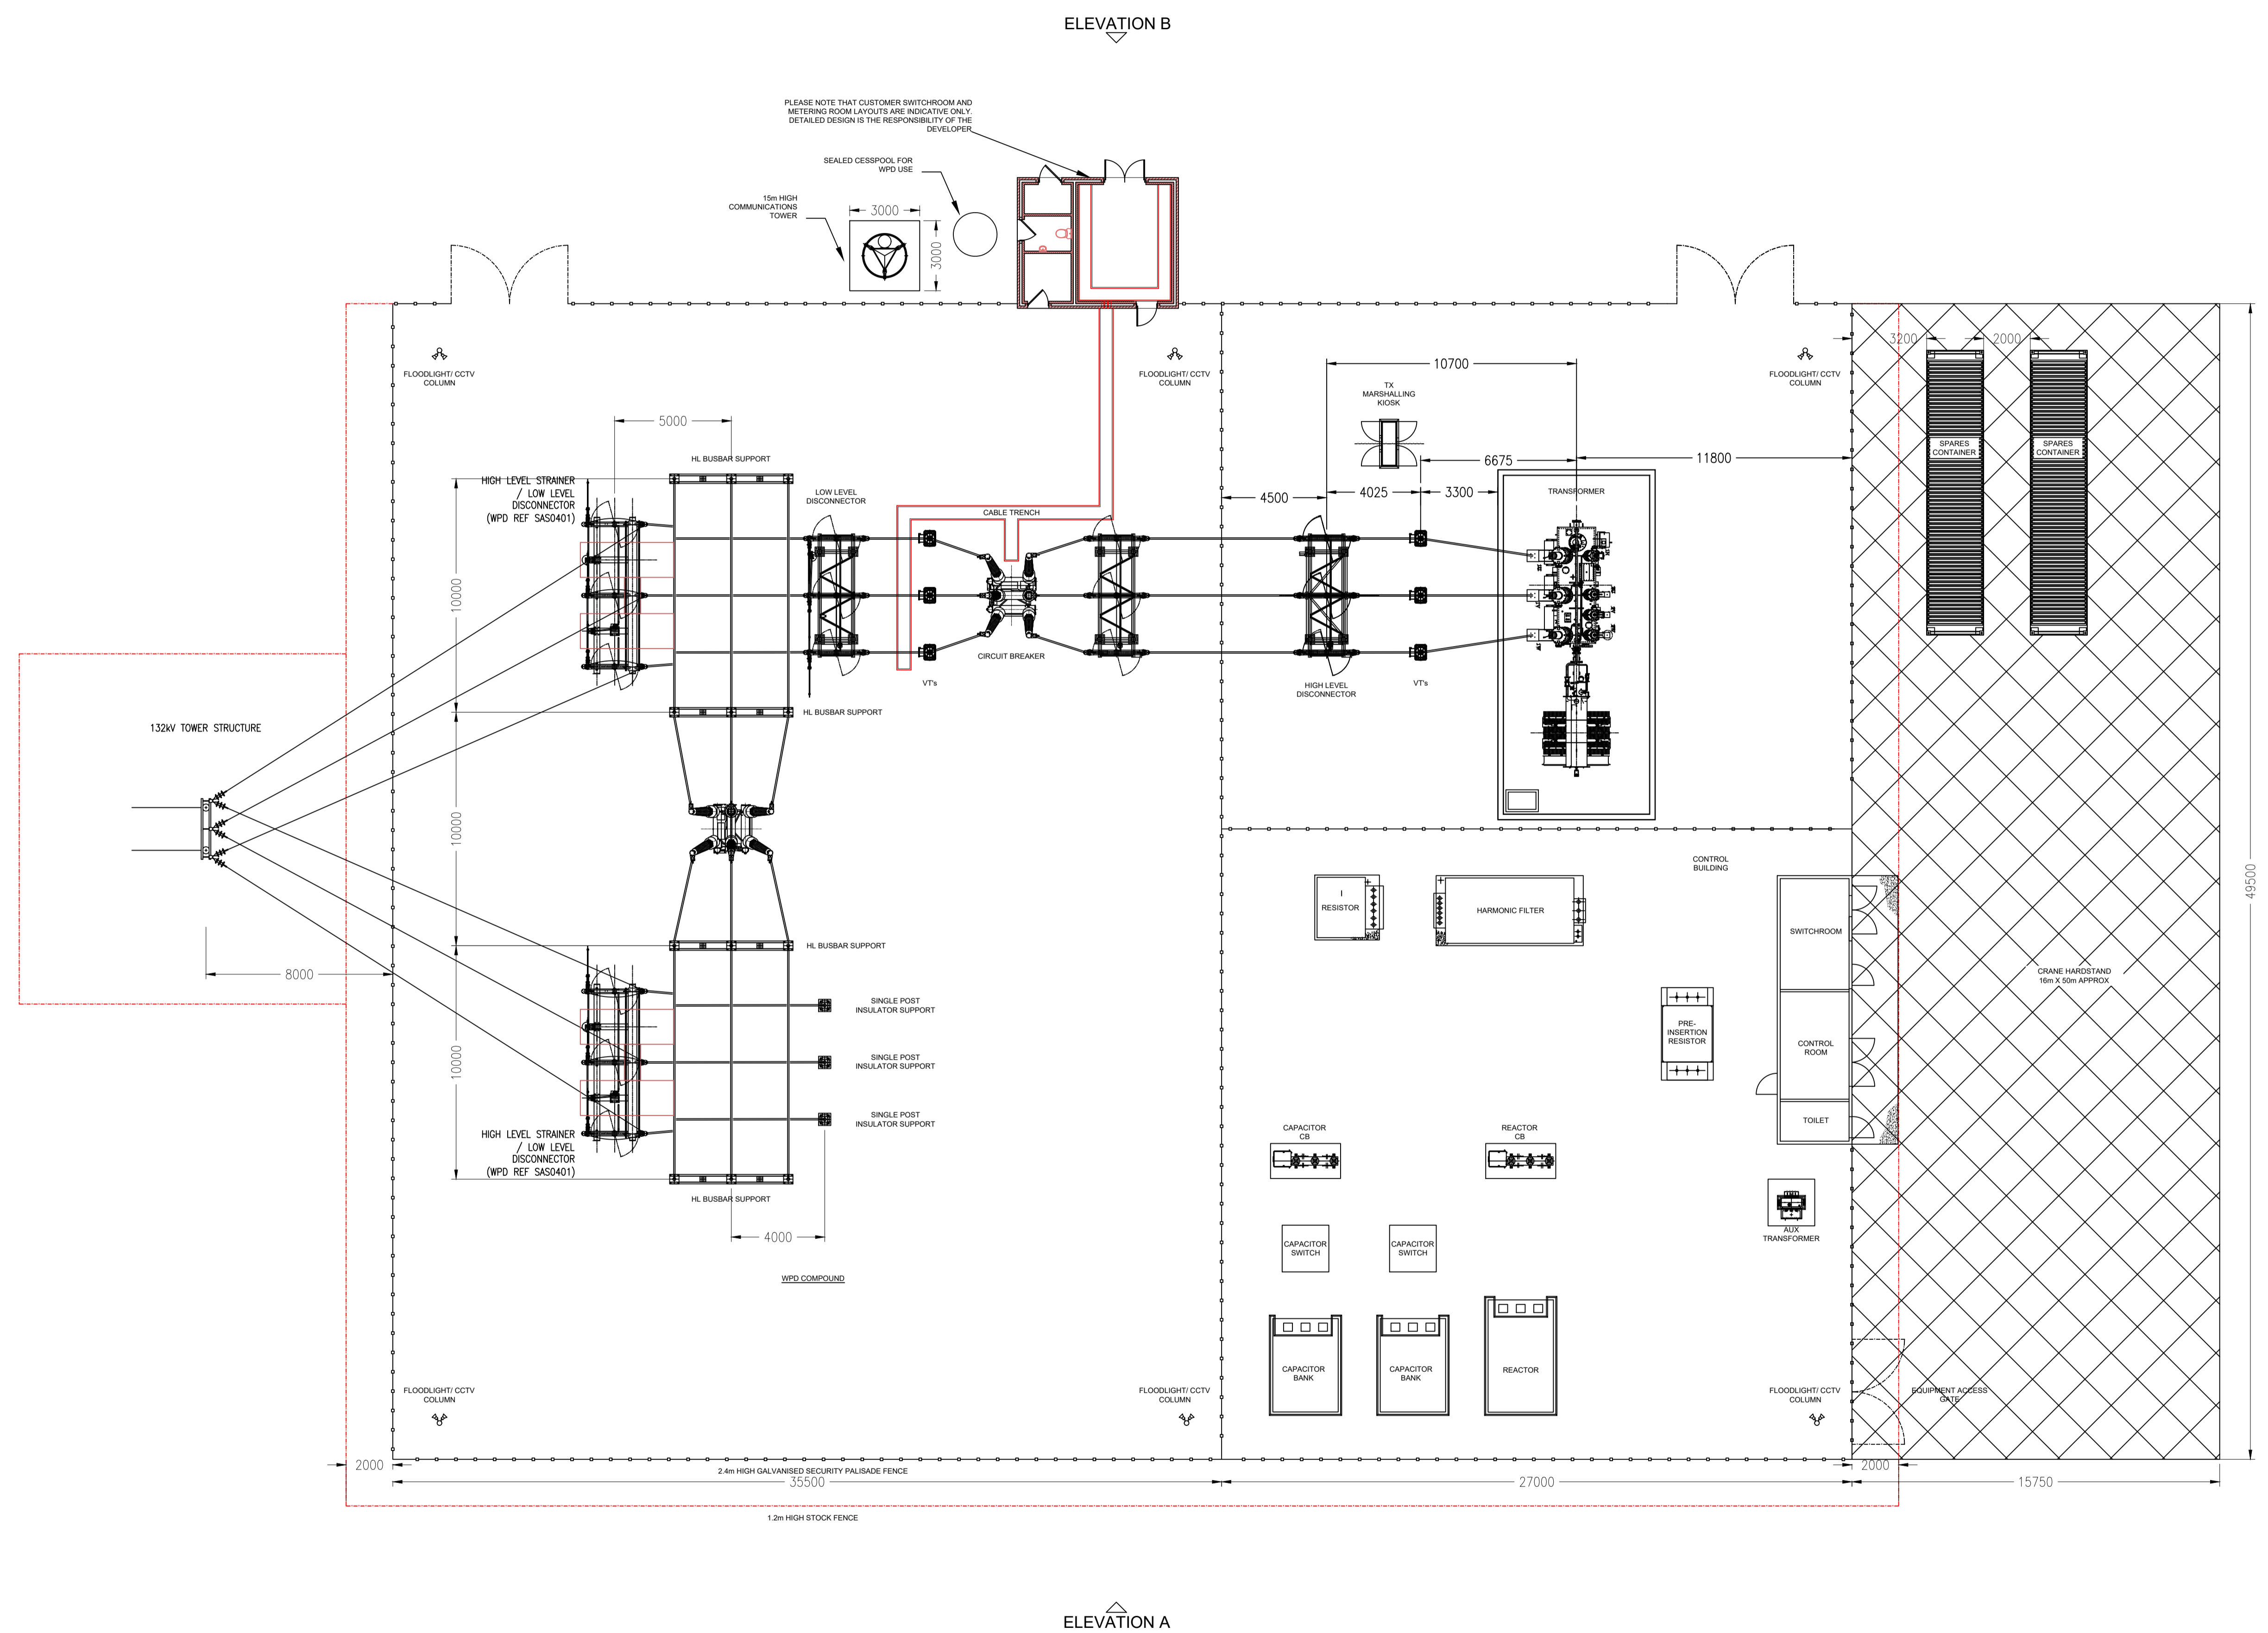 ELEVATION B
PLEASE NOTE THAT CUSTOMER SWITCHROOM AND
METERING ROOM LAYOUTS ARE INDICATIVE ONLY.
DETAILED DESIGN IS THE RESPONSIBILITY OF THE
DEVELOPER
SEALED CESSPOOL FOR
WPD USE
15m HIGH
COMMUNICATIONS
TOWER
3000
3000
FLOODLIGHT/ CCTV
COLUMN
FLOODLIGHT/ CCTV
COLUMN
FLOODLIGHT/ CCTV
COLUMN
3200
2000
10700
TX
MARSHALLING
KIOSK
5000
HL BUSBAR SUPPORT
6675
11800
SPARES
CONTAINER
SPARES
CONTAINER
HIGH LEVEL STRAINER
/ LOW LEVEL
DISCONNECTOR
(WPD REF SAS0401)
LOW LEVEL
DISCONNECTOR
4500
4025
3300
TRANSFORMER
CABLE TRENCH
10000
CIRCUIT BREAKER
VT's
HIGH LEVEL
DISCONNECTOR
VT's
HL BUSBAR SUPPORT
132kV TOWER STRUCTURE
10000
CONTROL
BUILDING
49500
RESISTOR
HARMONIC FILTER
SWITCHROOM
HL BUSBAR SUPPORT
8000
CRANE HARDSTAND
16m X 50m APPROX
SINGLE POST
INSULATOR SUPPORT
PRE-
INSERTION
RESISTOR
CONTROL
ROOM
10000
SINGLE POST
INSULATOR SUPPORT
SINGLE POST
INSULATOR SUPPORT
TOILET
HIGH LEVEL STRAINER
/ LOW LEVEL
DISCONNECTOR
(WPD REF SAS0401)
CAPACITOR
CB
REACTOR
CB
HL BUSBAR SUPPORT
4000
AUX
TRANSFORMER
CAPACITOR
SWITCH
CAPACITOR
SWITCH
WPD COMPOUND
CAPACITOR
BANK
CAPACITOR
BANK
REACTOR
FLOODLIGHT/ CCTV
COLUMN
FLOODLIGHT/ CCTV
COLUMN
FLOODLIGHT/ CCTV
COLUMN
EQUIPMENT ACCESS
GATE
2000
2.4m HIGH GALVANISED SECURITY PALISADE FENCE
2000
35500
27000
15750
1.2m HIGH STOCK FENCE
ELEVATION A